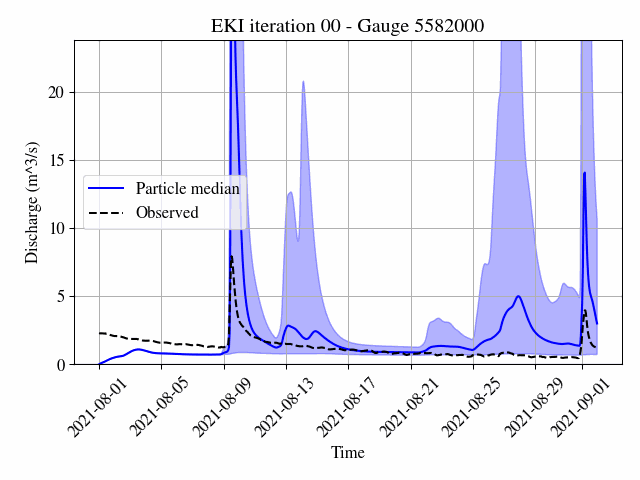 EKI iteration 00 - Gauge 5582000
Discharge (m^3/s)
20
15
10
5
0
Particle median
Observed
2021-08-01
2021-08-05
2021-08-09
2021-08-13
2021-08-17
2021-08-21
2021-08-25
2021-08-29
2021-09-01
Time